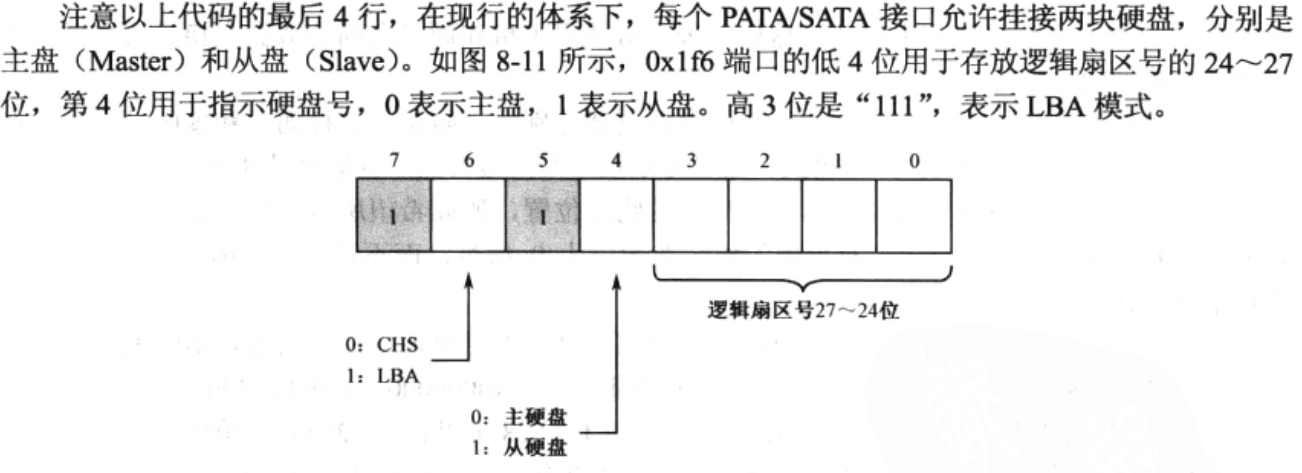 注意以上代码的最后 4 行，在现行的体系下，每个 PATA/SATA 接口允许挂接两块硬盘，分别是
主盘（Master）和从盘（Slave）。如图 8-11 所示，0x1f6 端口的低 4 位用于存放逻辑扇区号的 24～27
位，第 4 位用于指示硬盘号，0 表示主盘，1 表示从盘。高 3 位是“111”，表示 LBA 模式。
7 6 5 4 3 2 1 0
1 1
逻辑扇区号27～24位
0：CHS
1：LBA
0：主硬盘
1：从硬盘